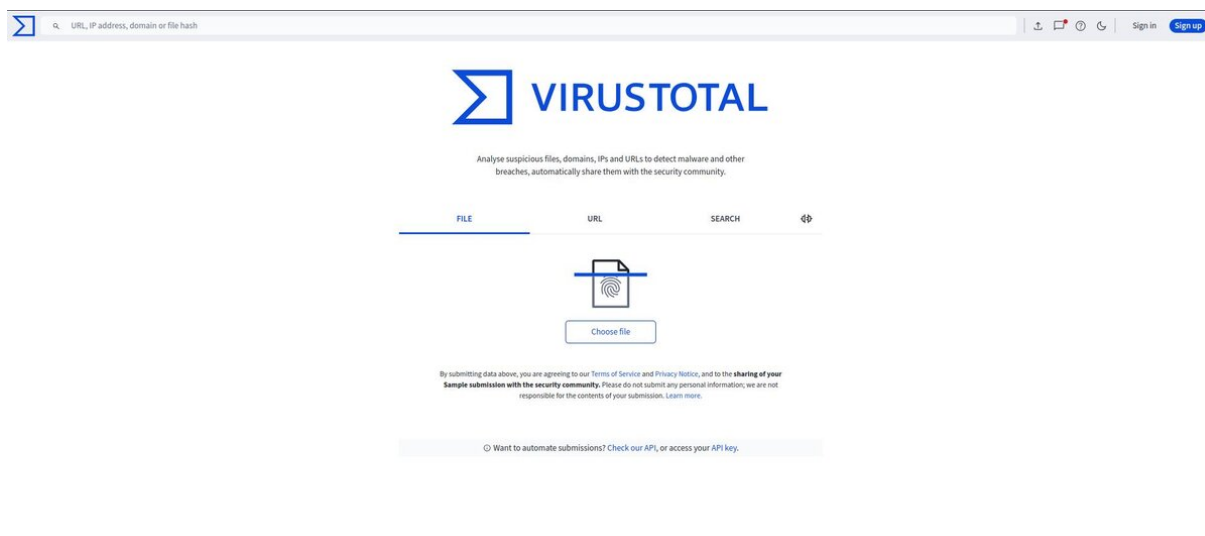 URL, IP address, domain or file hash
Sign in
Sign up
VIRUSTOTAL
Analyse suspicious files, domains, IPs and URLs to detect malware and other
breaches, automatically share them with the security community.
FILE
URL
SEARCH
Choose file
By submitting data above, you are agreeing to our Terms of Service and Privacy Notice, and to the sharing of your
Sample submission with the security community. Please do not submit any personal information; we are not
responsible for the contents of your submission. Learn more.
Want to automate submissions? Check our API, or access your API key.